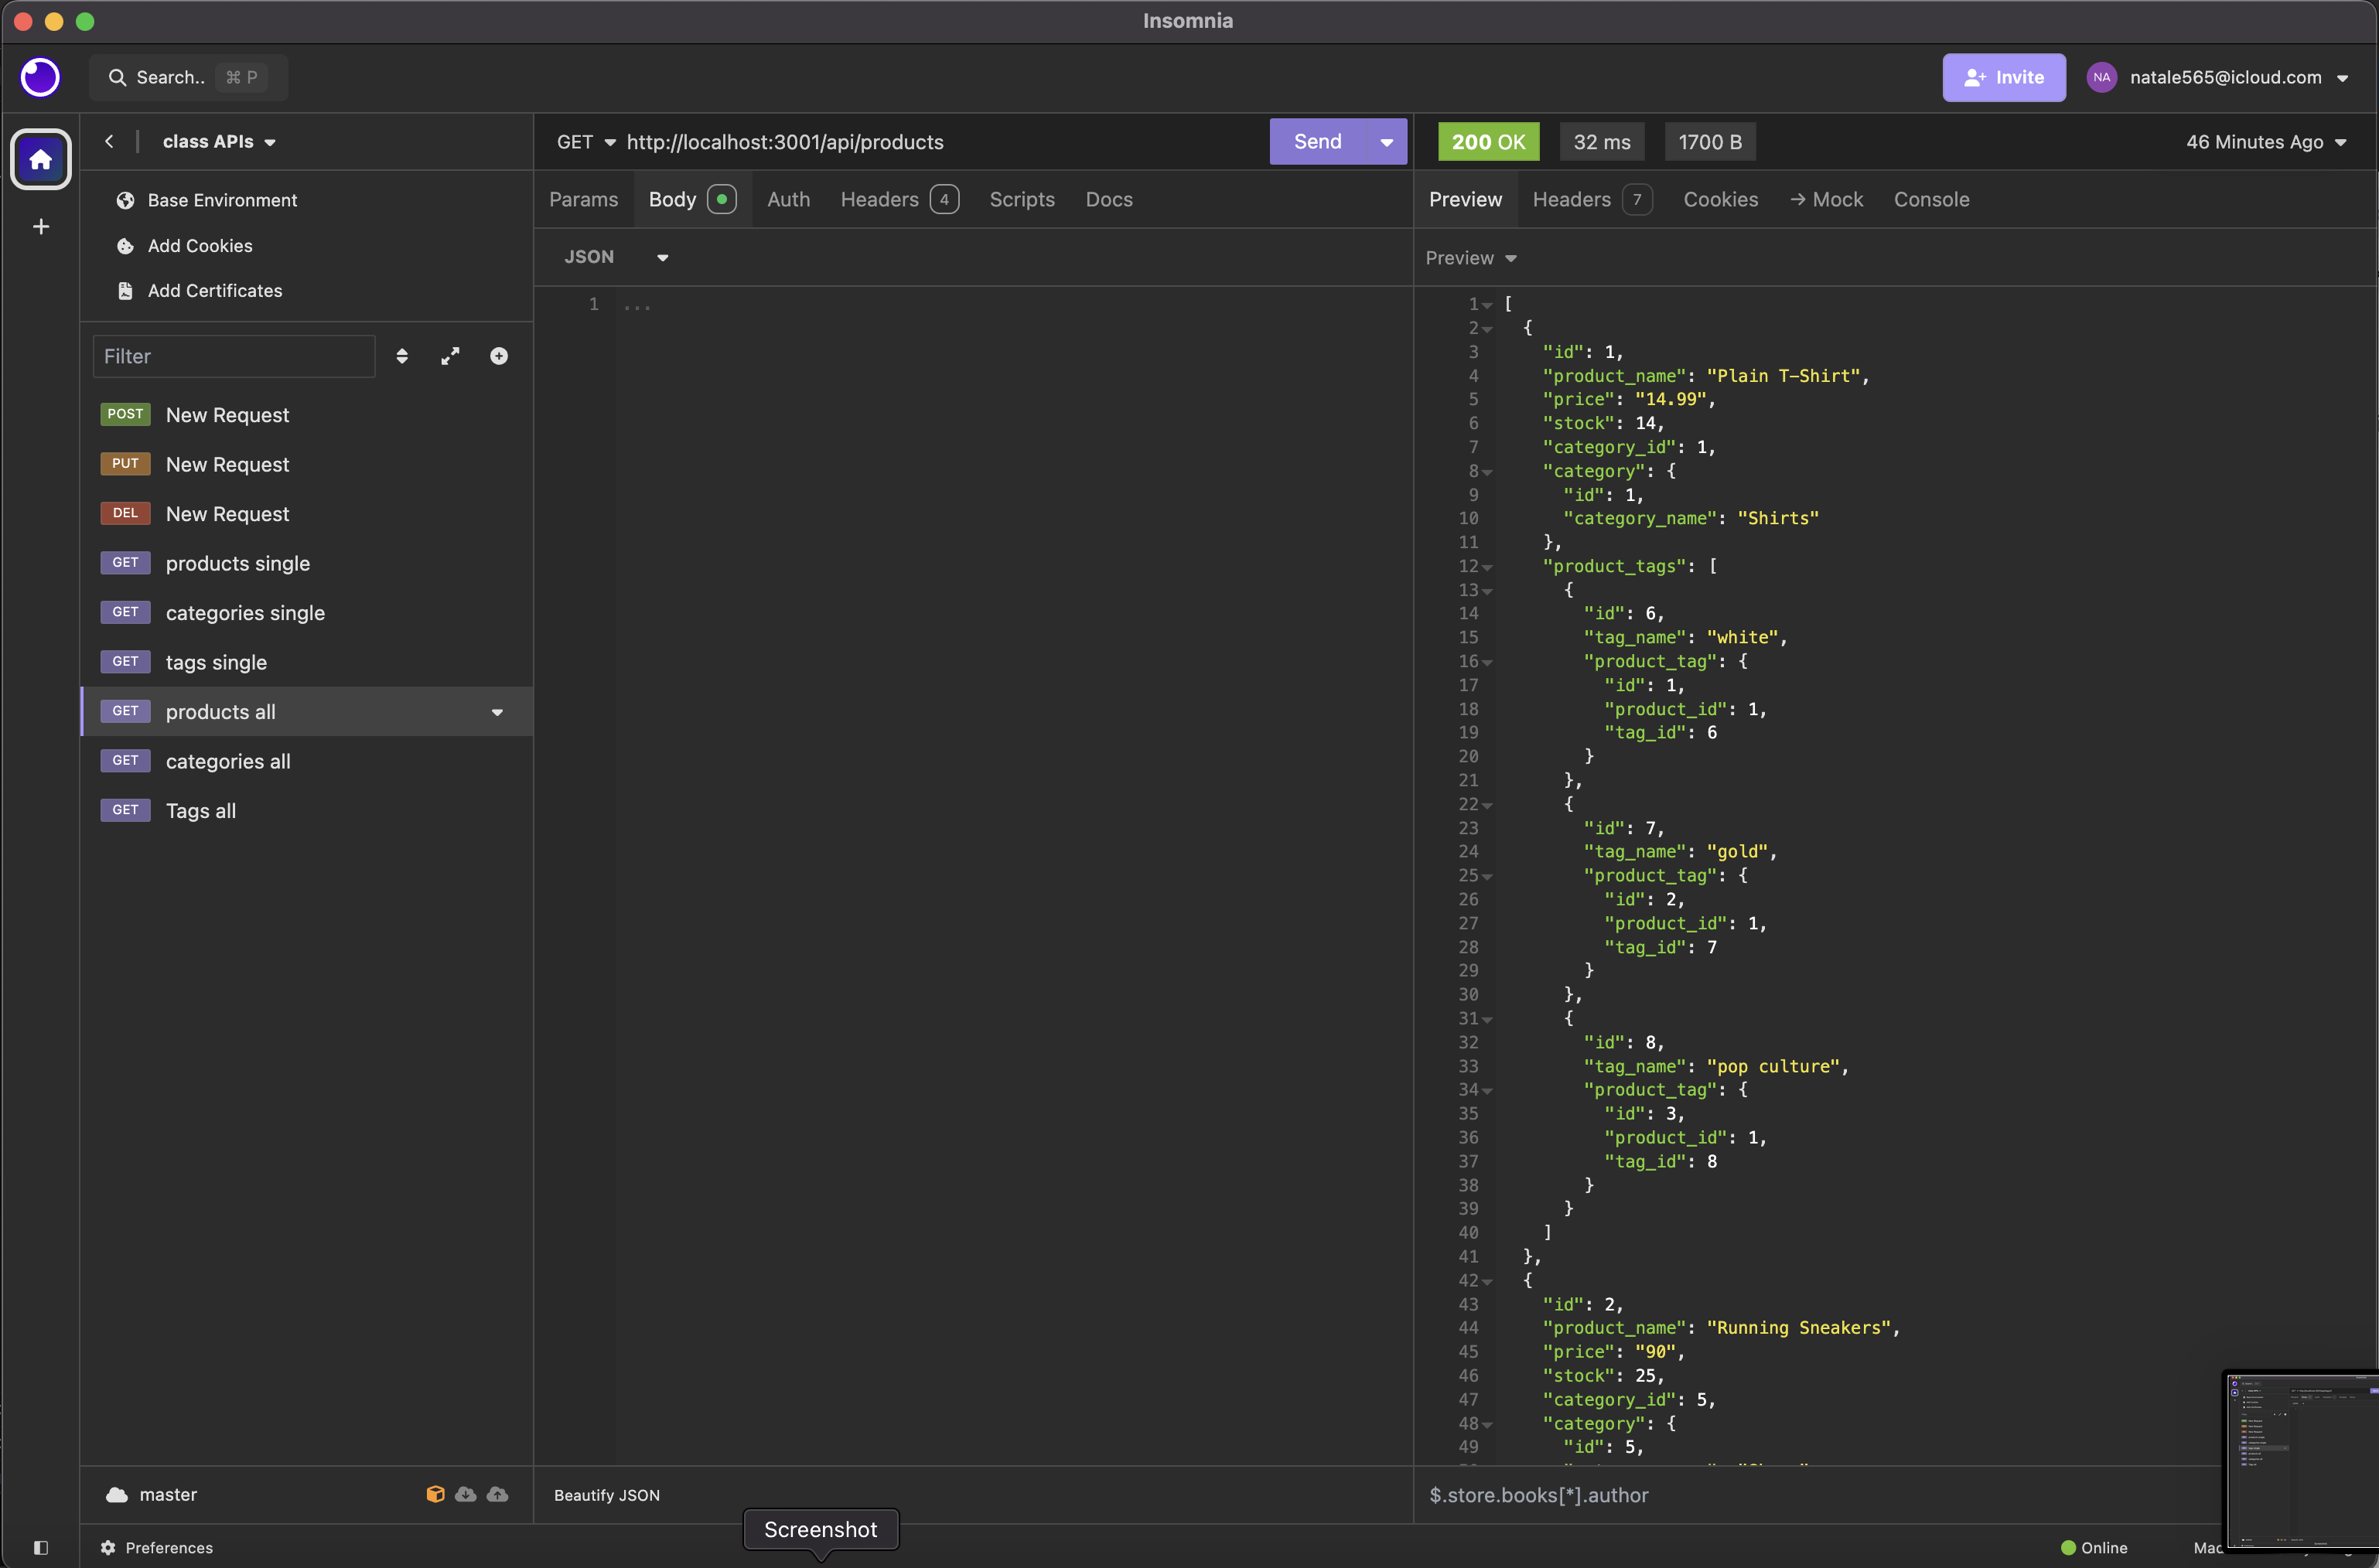 Insomnia
Search.. ⌘ P
Invite
NA
natale565@icloud.com
class APIs
GET http://localhost:3001/api/products
Send
200 OK
32 ms
1700 B
46 Minutes Ago
Base Environment
Add Cookies
Add Certificates
Params Body Auth Headers 4 Scripts Docs
Preview Headers 7 Cookies → Mock Console
JSON
Preview
Filter
POST New Request
PUT New Request
DEL New Request
GET products single
GET categories single
GET tags single
GET products all
GET categories all
GET Tags all
1 ...
1 [
2 {
3 "id": 1,
4 "product_name": "Plain T-Shirt",
5 "price": "14.99",
6 "stock": 14,
7 "category_id": 1,
8 "category": {
9 "id": 1,
10 "category_name": "Shirts"
11 },
12 "product_tags": [
13 {
14 "id": 6,
15 "tag_name": "white",
16 "product_tag": {
17 "id": 1,
18 "product_id": 1,
19 "tag_id": 6
20 }
21 },
22 {
23 "id": 7,
24 "tag_name": "gold",
25 "product_tag": {
26 "id": 2,
27 "product_id": 1,
28 "tag_id": 7
29 }
30 },
31 {
32 "id": 8,
33 "tag_name": "pop culture",
34 "product_tag": {
35 "id": 3,
36 "product_id": 1,
37 "tag_id": 8
38 }
39 }
40 ]
41 },
42 {
43 "id": 2,
44 "product_name": "Running Sneakers",
45 "price": "90",
46 "stock": 25,
47 "category_id": 5,
48 "category": {
49 "id": 5,
master
Beautify JSON
$.store.books[*].author
Screenshot
Preferences
Online